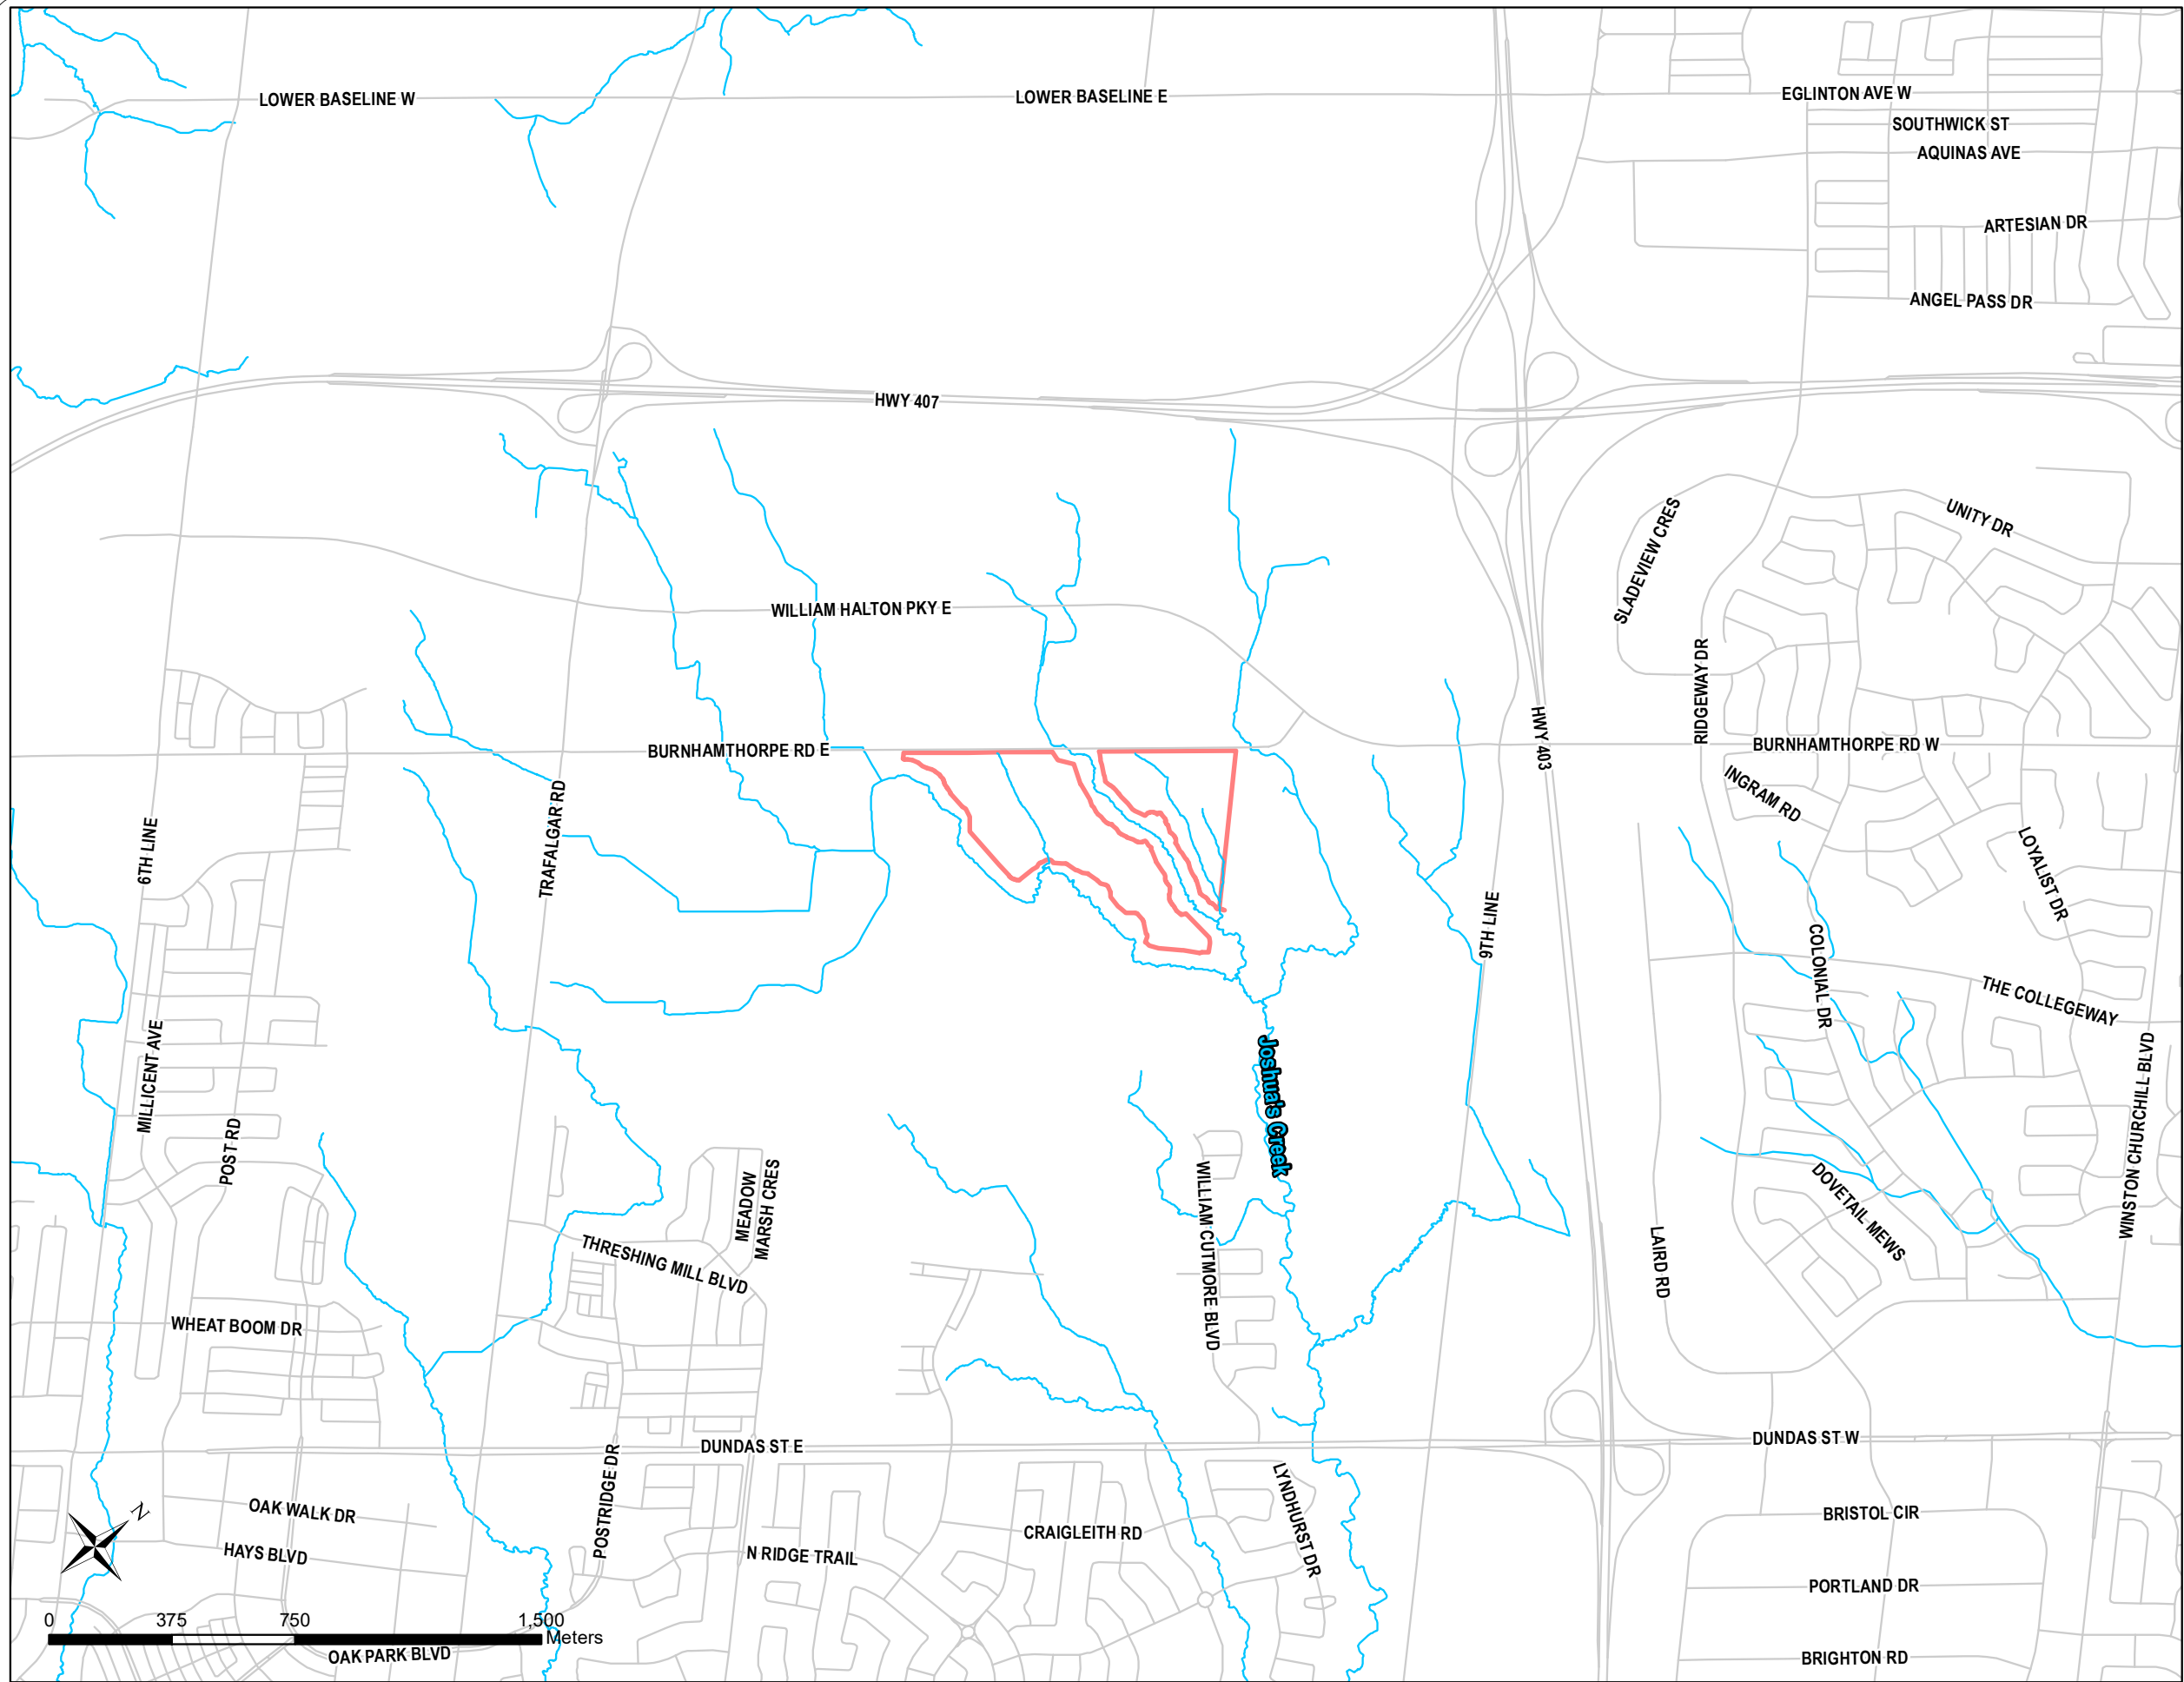 LOWER BASELINE W
LOWER BASELINE E
EGLINTON AVE W
SOUTHWICK ST
AQUINAS AVE
ARTESIAN DR
ANGEL PASS DR
HWY 407
UNITY DR
SLADEVIEW CRES
WILLIAM HALTON PKY E
RIDGEWAY DR
HWY 403
BURNHAMTHORPE RD E
BURNHAMTHORPE RD W
INGRAM RD
6TH LINE
TRAFALGAR RD
LOYALIST DR
9TH LINE
COLONIAL DR
THE COLLEGEWAY
MILLICENT AVE
Joshua's Creek
WINSTON CHURCHILL BLVD
POST RD
MEADOW
MARSH CRES
WILLIAM CUTMORE BLVD
DOVETAIL MEWS
THRESHING MILL BLVD
LAIRD RD
WHEAT BOOM DR
DUNDAS ST E
DUNDAS ST W
POSTRIDGE DR
LYNDHURST DR
OAK WALK DR
N
BRISTOL CIR
CRAIGLEITH RD
HAYS BLVD
N RIDGE TRAIL
PORTLAND DR
0 375 750 1,500
Meters
OAK PARK BLVD
BRIGHTON RD